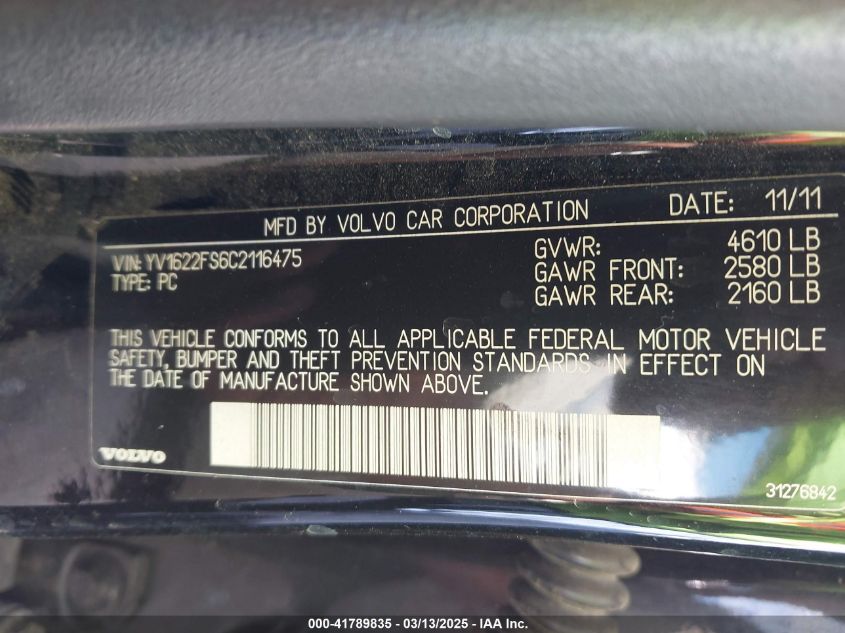 MFD BY VOLVO CAR CORPORATION DATE: 11/11
VIN: YV1622FS6C2116475 GVWR: 4610 LB
TYPE: PC GAWR FRONT: 2580 LB
GAWR REAR: 2160 LB
THIS VEHICLE CONFORMS TO ALL APPLICABLE FEDERAL MOTOR VEHICLE
SAFETY, BUMPER AND THEFT PREVENTION STANDARDS IN EFFECT ON
THE DATE OF MANUFACTURE SHOWN ABOVE.
VOLVO
31276842
000-41789835 - 03/13/2025 - IAA Inc.